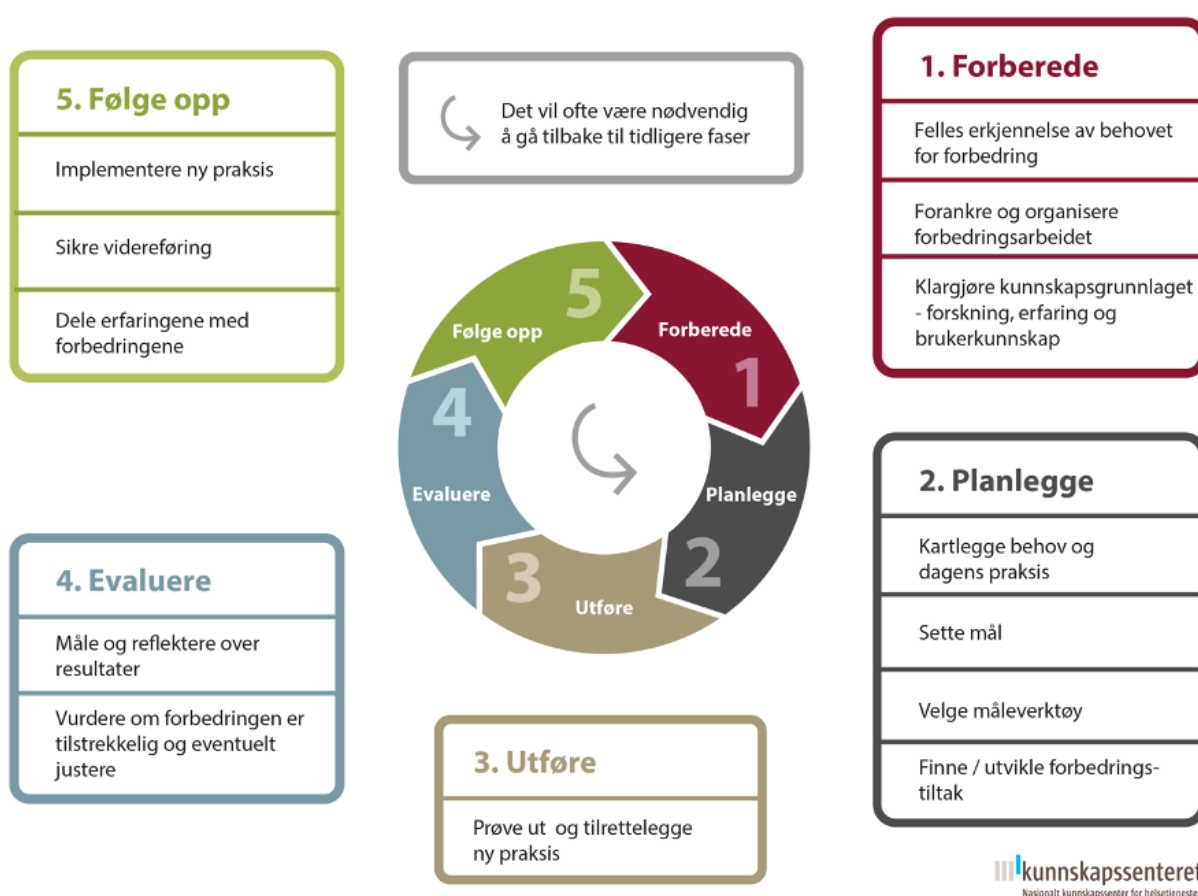 5. Følge opp
Implementere ny praksis
Sikre videreføring
Dele erfaringene med
forbedringene
Det vil ofte være nødvendig
å gå tilbake til tidligere faser
1. Forberede
Felles erkjennelse av behovet
for forbedring
Forankre og organisere
forbedringsarbeidet
Klargjøre kunnskapsgrunnlaget
- forskning, erfaring og
brukerkunnskap
5
Følge opp
Forberede
1
4
Evaluere
Planlegge
2
3
Utføre
2. Planlegge
Kartlegge behov og
dagens praksis
Sette mål
Velge måleverktøy
Finne / utvikle forbedrings-
tiltak
4. Evaluere
Måle og reflektere over
resultater
Vurdere om forbedringen er
tilstrekkelig og eventuelt
justere
3. Utføre
Prøve ut og tilrettelegge
ny praksis
kunnskapssenteret
Nasjonalt kunnskapssenter for helsetjenesten